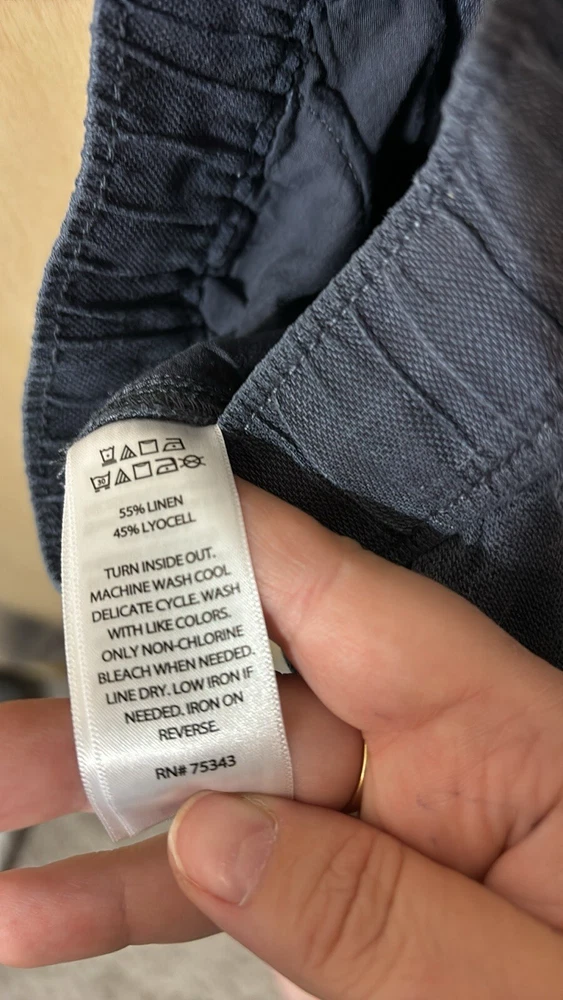 30
55% LINEN
45% LYOCELL
TURN INSIDE OUT.
MACHINE WASH COOL
DELICATE CYCLE. WASH
WITH LIKE COLORS.
ONLY NON-CHLORINE
BLEACH WHEN NEEDED.
LINE DRY. LOW IRON IF
NEEDED. IRON ON
REVERSE.
RN# 75343